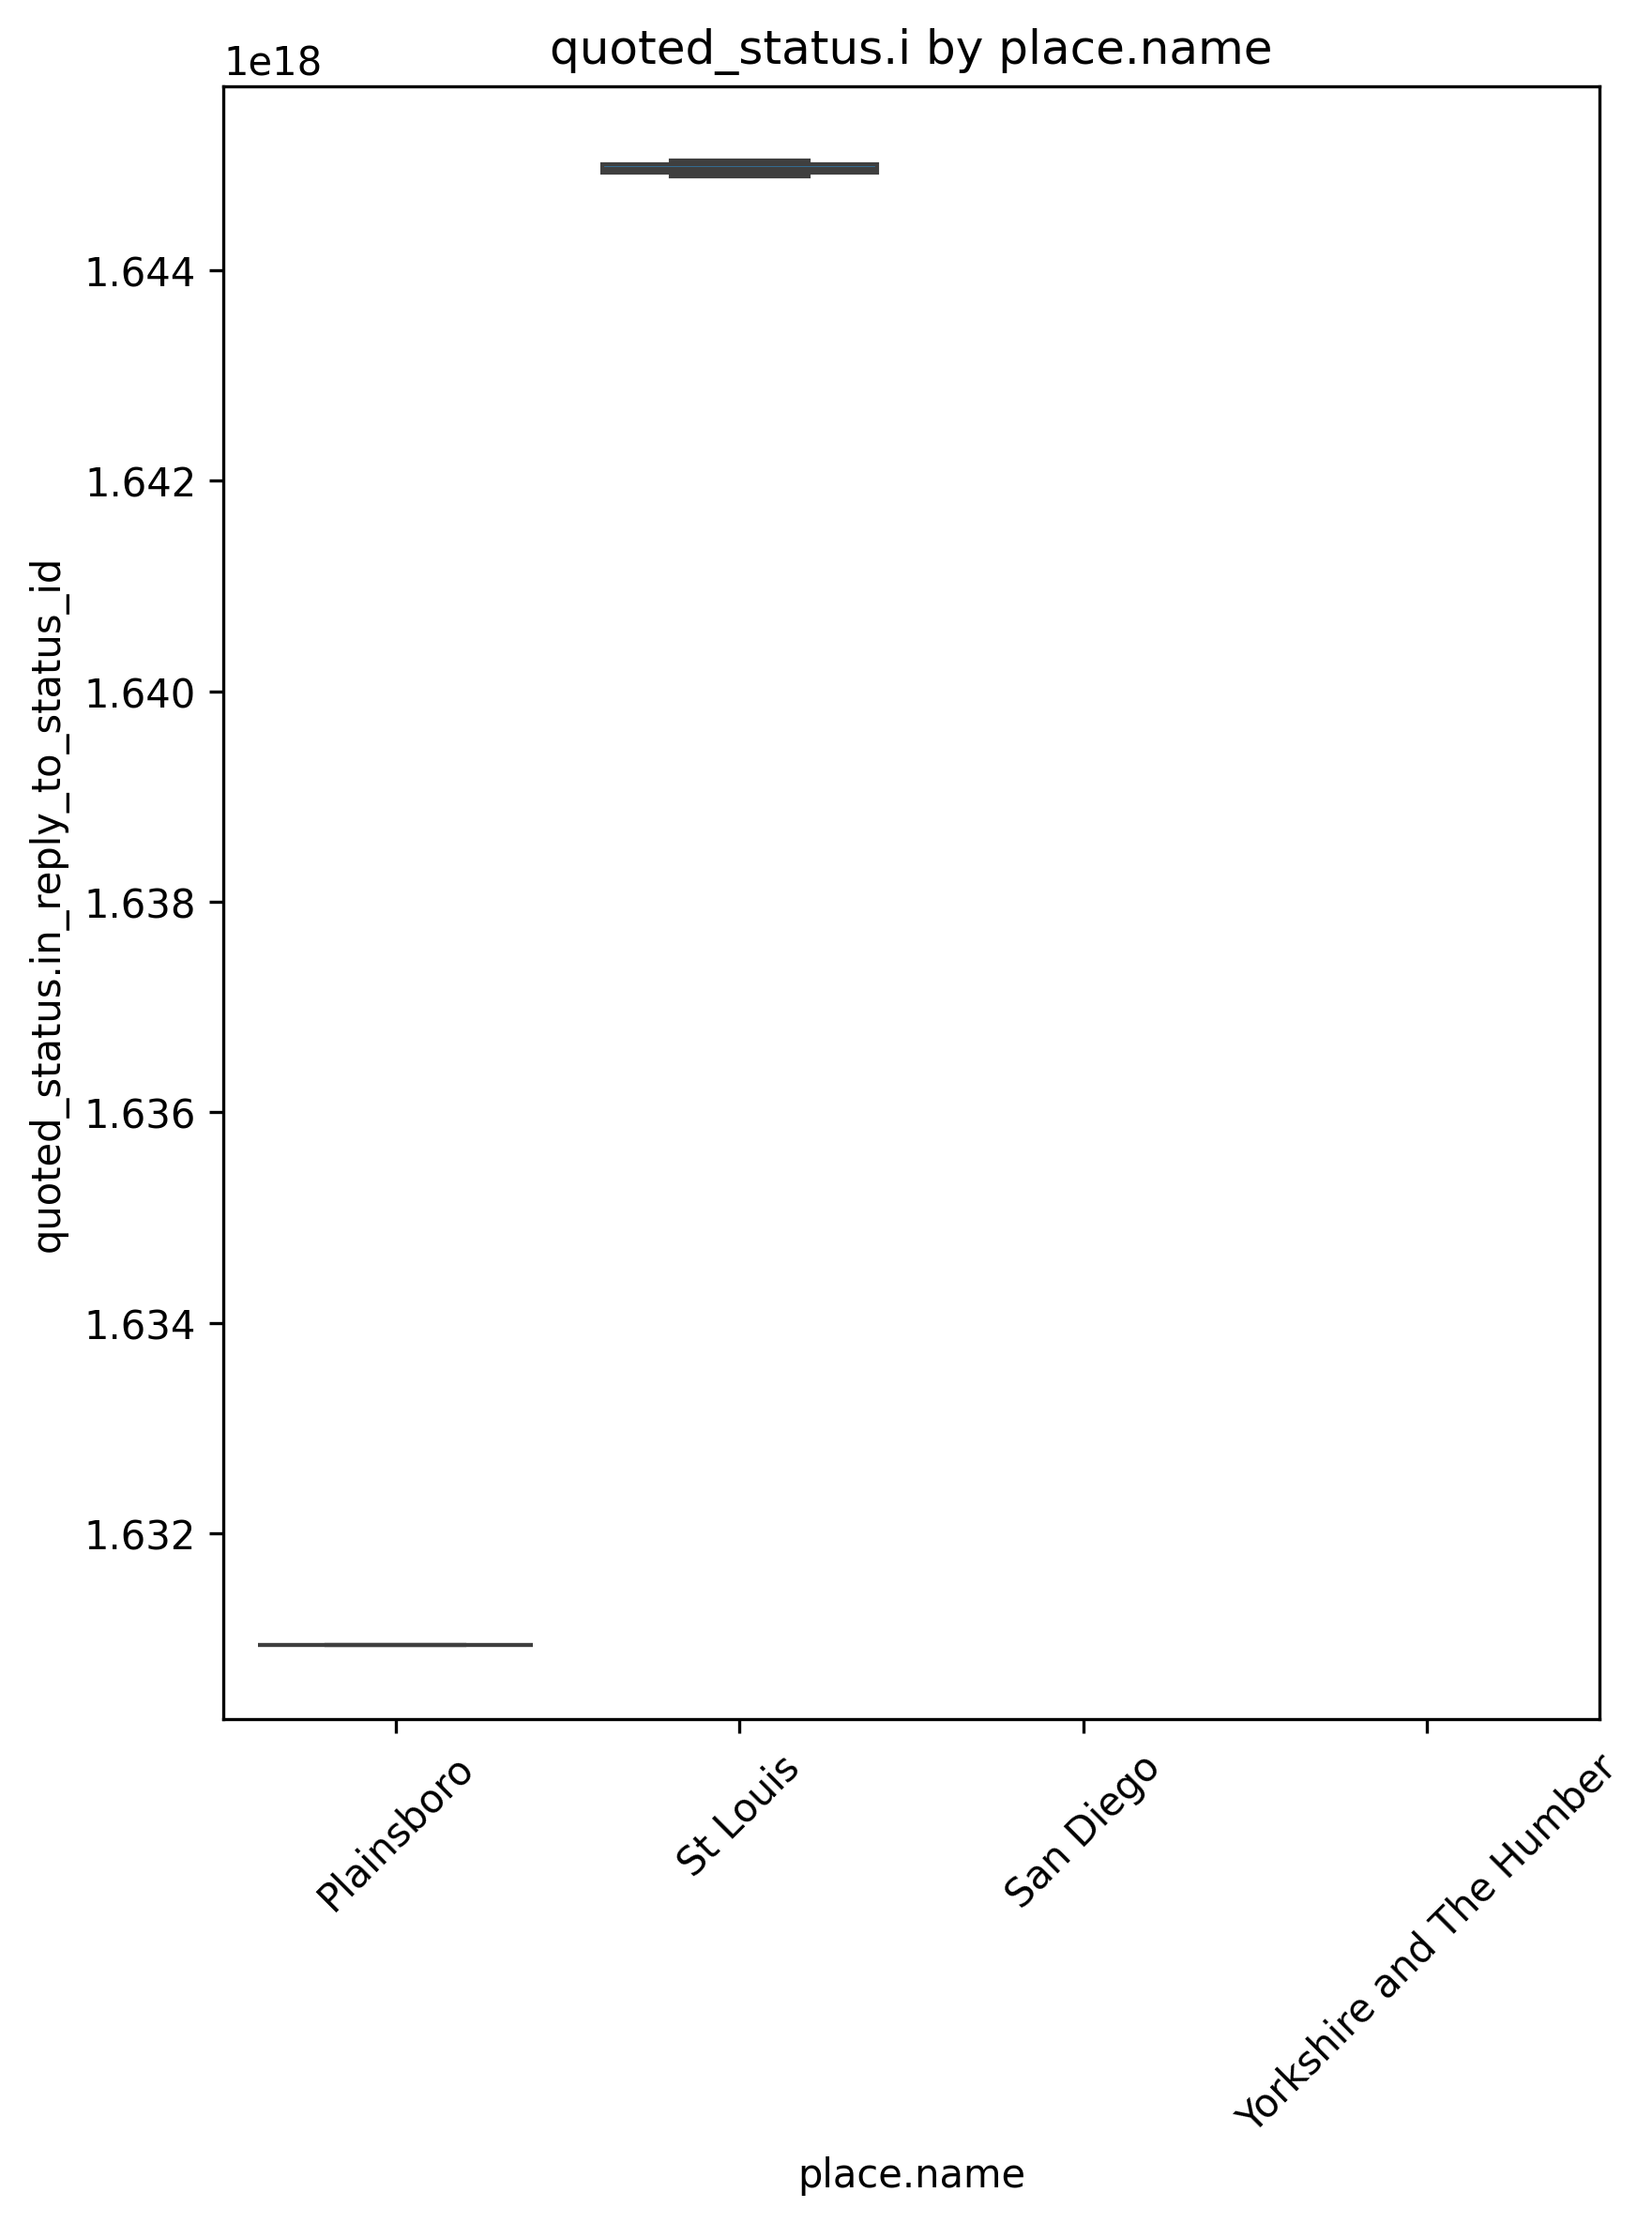 quoted_status.i by place.name
1e18
1.644
1.642
1.640
1.638
1.636
1.634
1.632
quoted_status.in_reply_to_status_id
Plainsboro
St Louis
San Diego
Yorkshire and The Humber
place.name